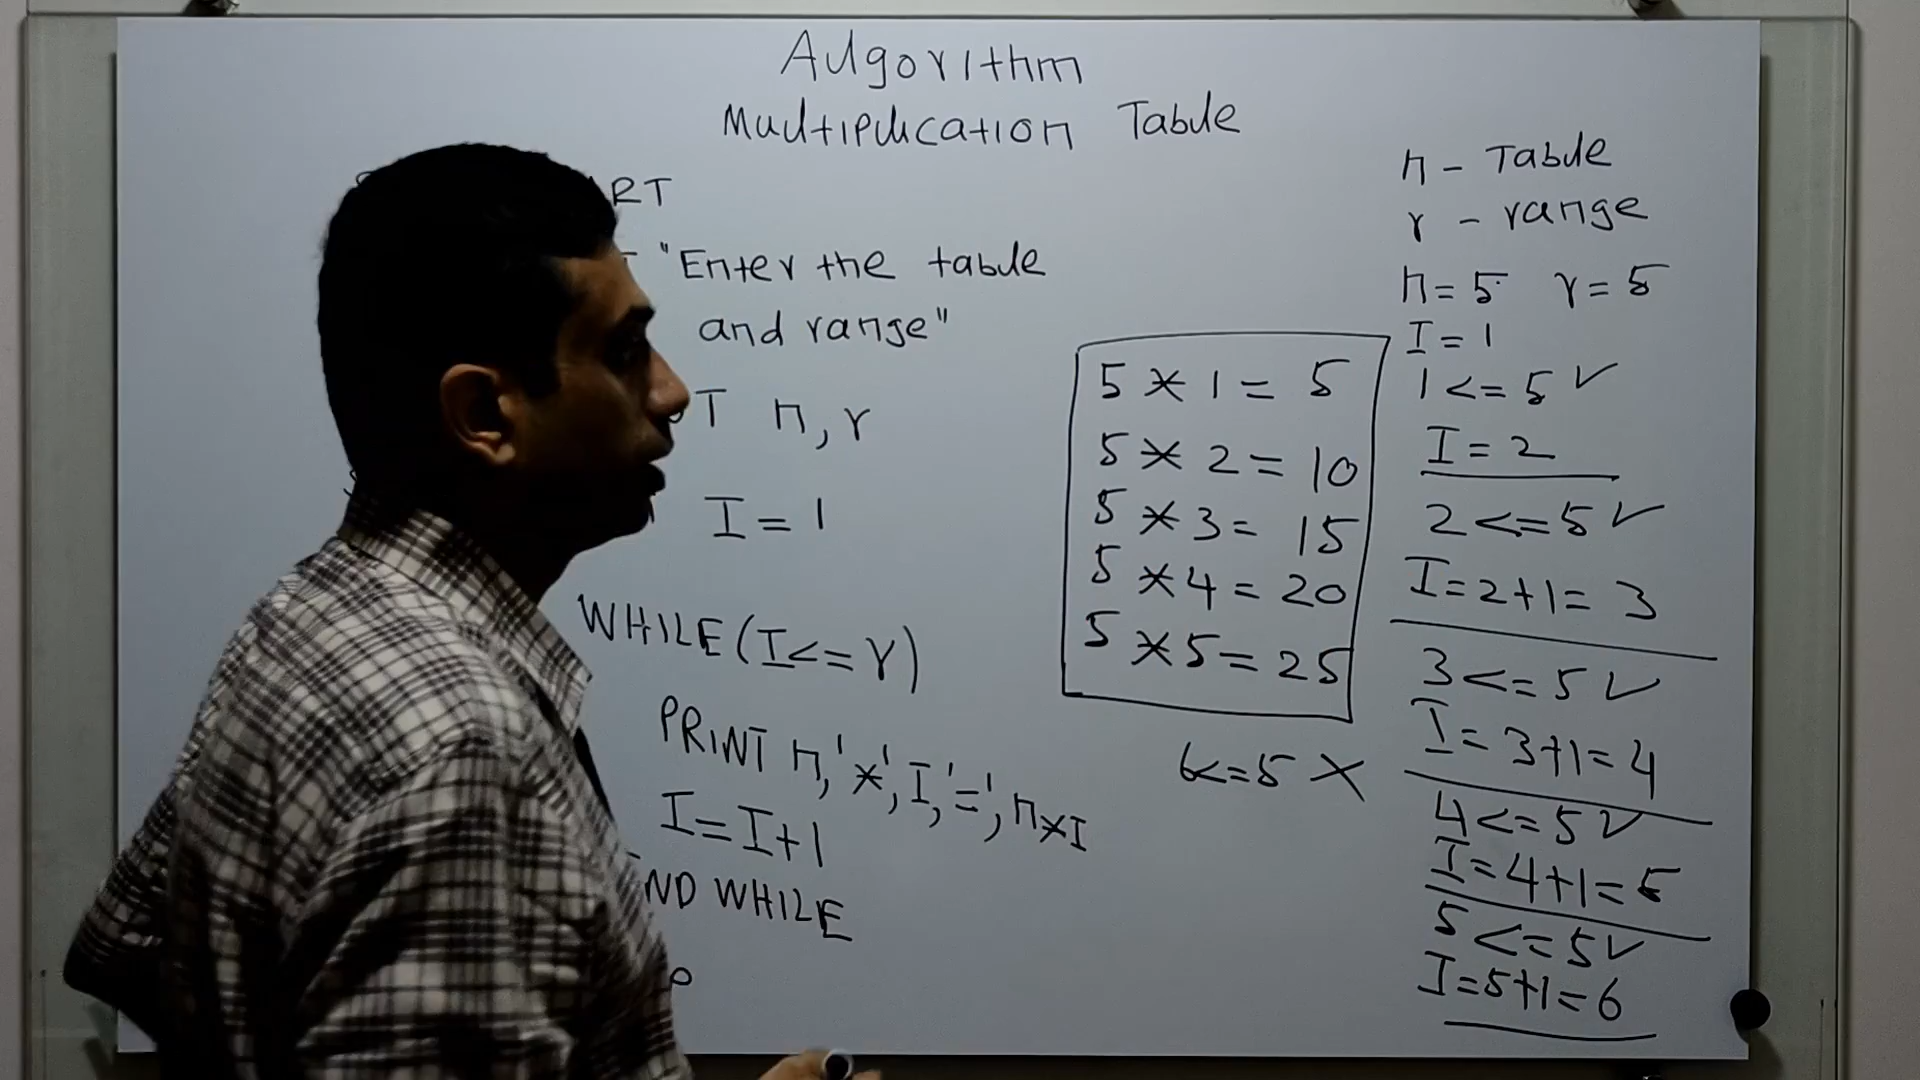 Algorithm
Multiplication Table
RT
"Enter the table
and range"
T n, r
I = 1
WHILE(I<=r)
PRINT n,'*',I,'=',n*I
I=I+1
ND WHILE
P
5 * 1 = 5
5 * 2 = 10
5 * 3 = 15
5 * 4 = 20
5 * 5 = 25
6<=5 X
n - Table
r - range
n = 5 r = 5
I = 1
1 <= 5 ✓
I = 2
2 <= 5 ✓
I = 2+1 = 3
3 <= 5 ✓
I = 3+1 = 4
4 <= 5 ✓
I = 4+1 = 5
5 <= 5 ✓
I = 5+1 = 6